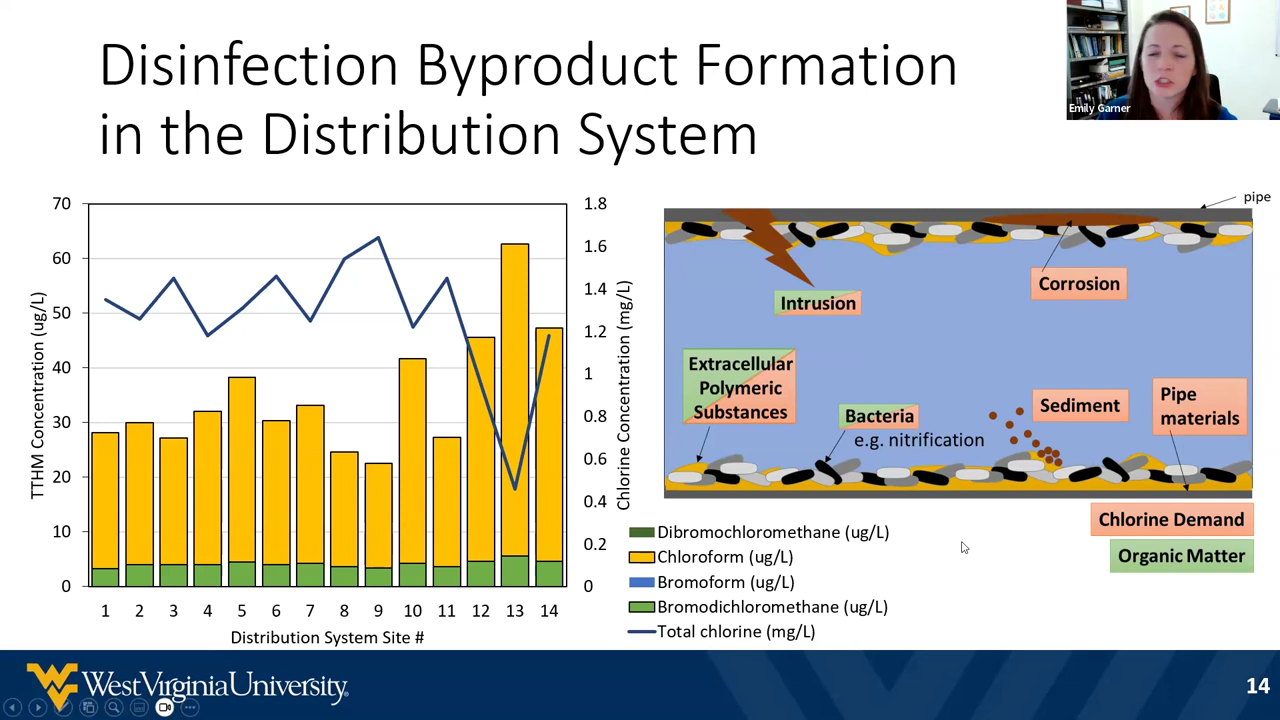 Disinfection Byproduct Formation
in the Distribution System
Emily Garner
70
60
50
40
30
20
10
0
TTHM Concentration (ug/L)
1.8
1.6
1.4
1.2
1
0.8
0.6
0.4
0.2
0
Chlorine Concentration (mg/L)
1 2 3 4 5 6 7 8 9 10 11 12 13 14
Distribution System Site #
pipe
Intrusion
Corrosion
Extracellular
Polymeric
Substances
Bacteria
e.g. nitrification
Sediment
Pipe
materials
Chlorine Demand
Organic Matter
Dibromochloromethane (ug/L)
Chloroform (ug/L)
Bromoform (ug/L)
Bromodichloromethane (ug/L)
Total chlorine (mg/L)
WestVirginiaUniversity.
14